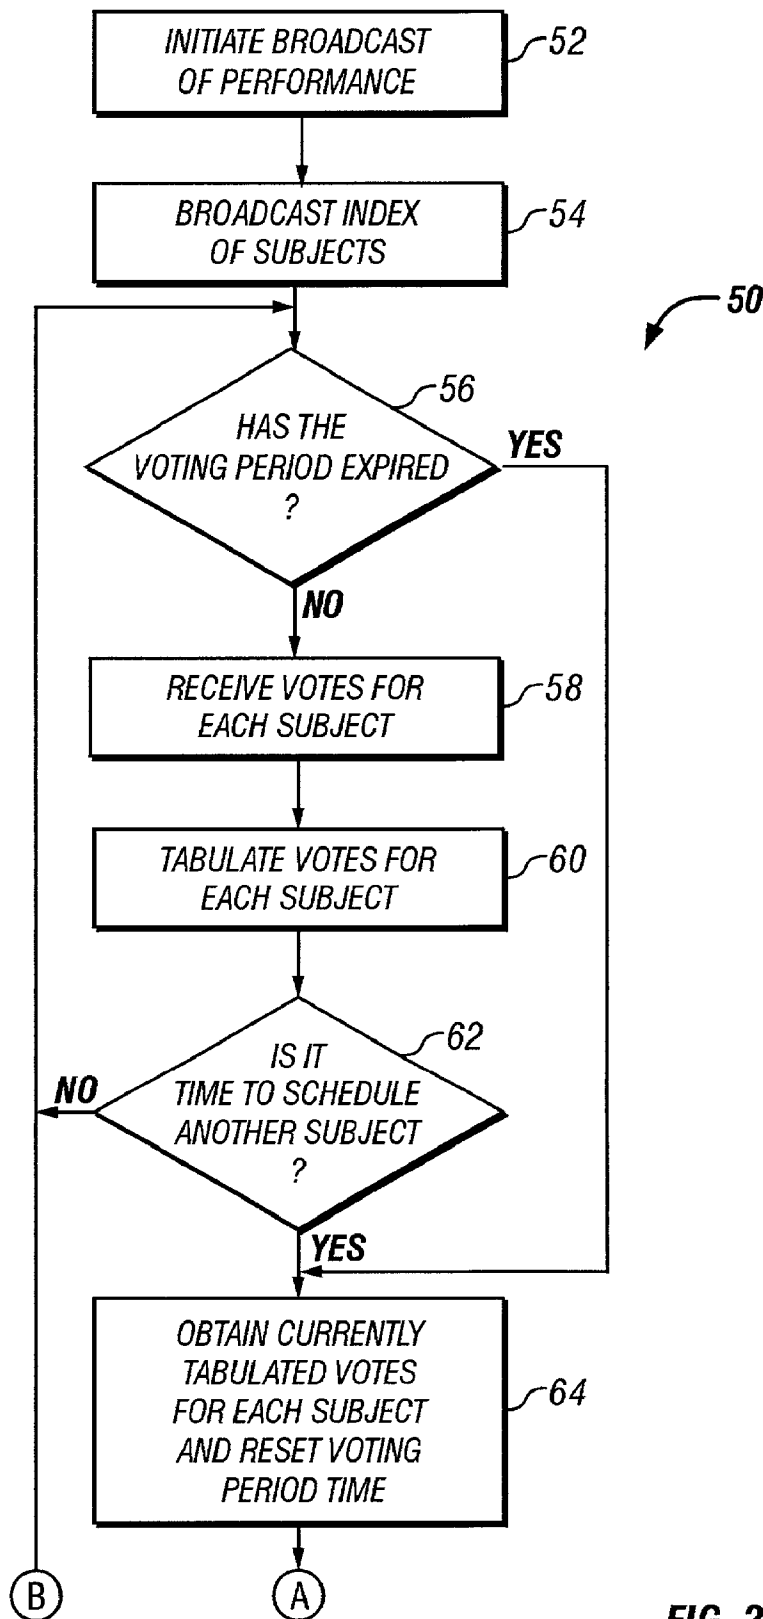 INITIATE BROADCAST
OF PERFORMANCE
52
BROADCAST INDEX
OF SUBJECTS
54
50
56
HAS THE
VOTING PERIOD EXPIRED
?
YES
NO
RECEIVE VOTES FOR
EACH SUBJECT
58
TABULATE VOTES FOR
EACH SUBJECT
60
62
IS IT
TIME TO SCHEDULE
ANOTHER SUBJECT
?
NO
YES
OBTAIN CURRENTLY
TABULATED VOTES
FOR EACH SUBJECT
AND RESET VOTING
PERIOD TIME
64
B
A
FIG. 2